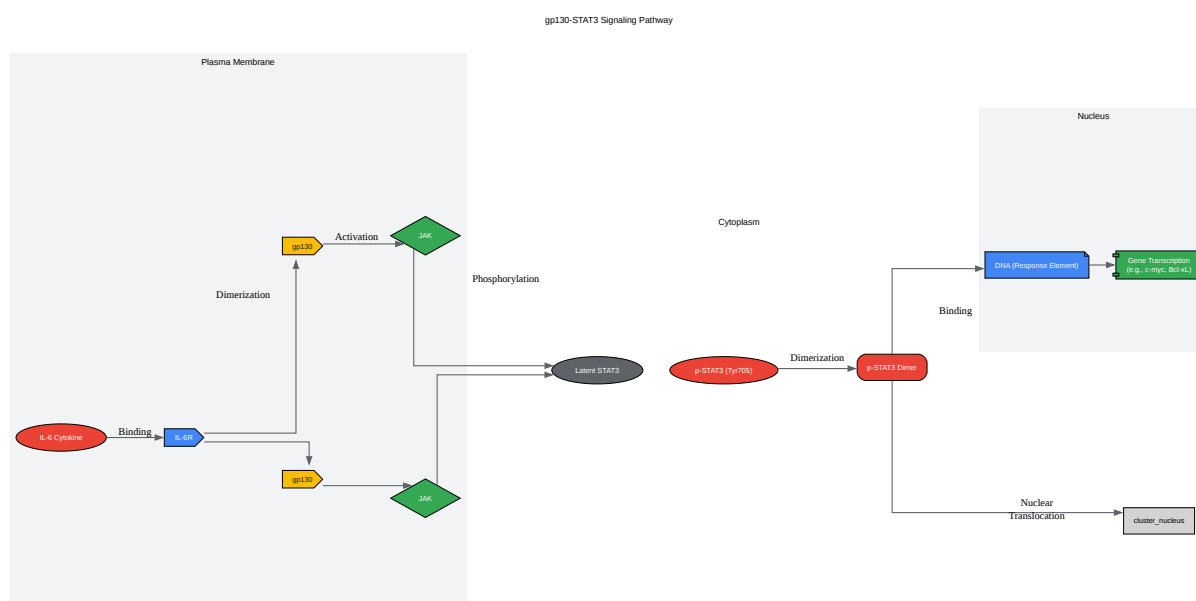 gp130-STAT3 Signaling Pathway
Plasma Membrane
Nucleus
Cytoplasm
gp130
Activation
JAK
Phosphorylation
Dimerization
DNA (Response Element)
Gene Transcription
(e.g., c-myc, Bcl-xL)
Binding
Latent STAT3
p-STAT3 (Tyr705)
Dimerization
p-STAT3 Dimer
IL-6 Cytokine
Binding
IL-6R
gp130
JAK
Nuclear
Translocation
cluster_nucleus